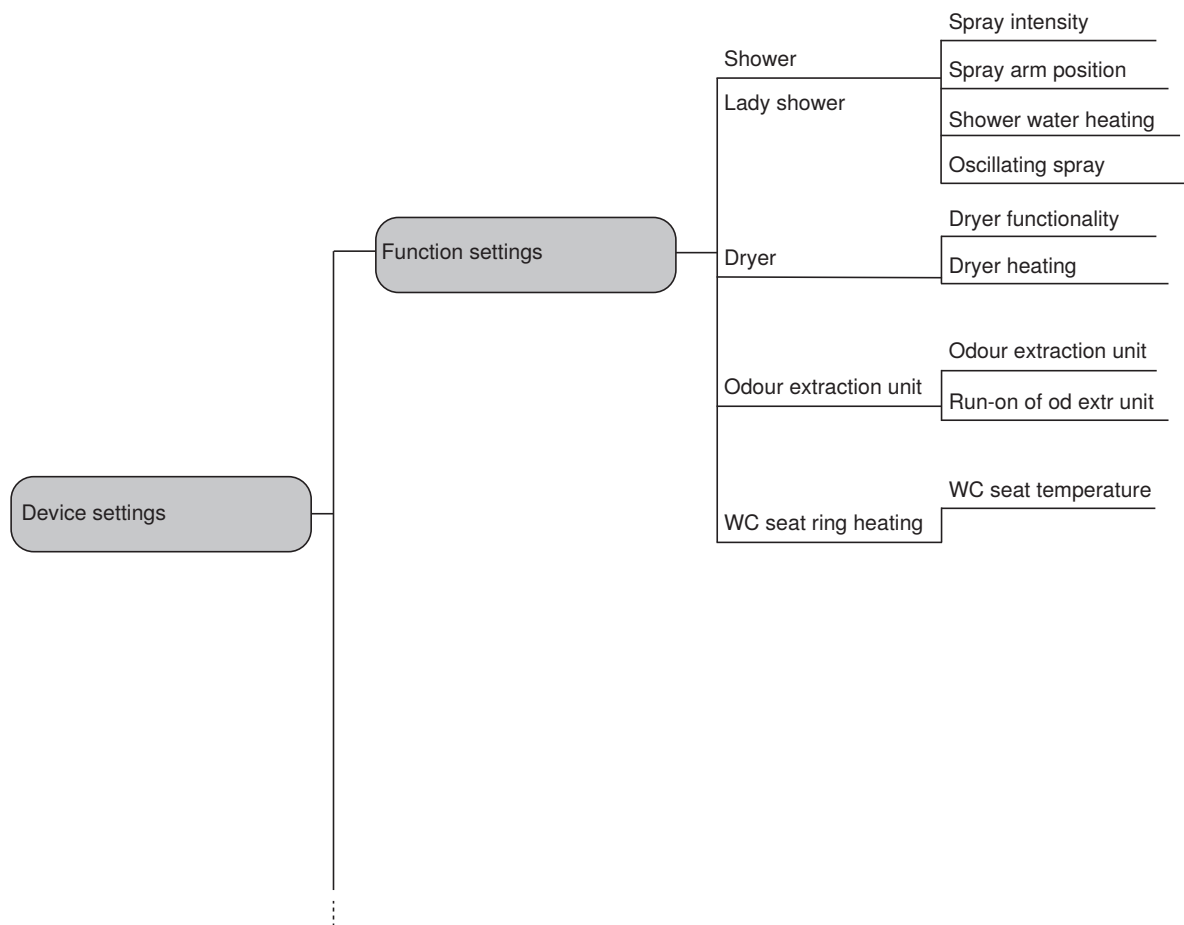 Spray intensity
Shower
Spray arm position
Lady shower
Shower water heating
Oscillating spray
Dryer functionality
Function settings
Dryer
Dryer heating
Odour extraction unit
Odour extraction unit
Run-on of od extr unit
WC seat temperature
Device settings
WC seat ring heating